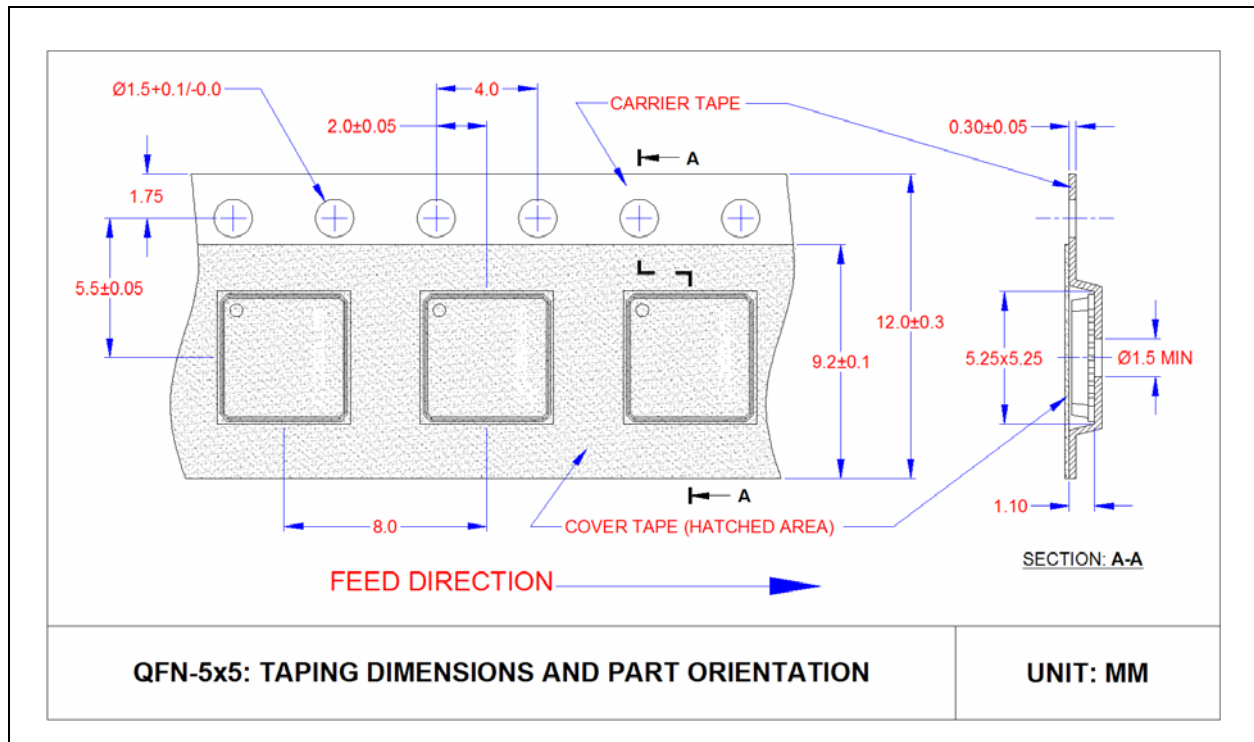 Ø1.5+0.1/-0.0
4.0
CARRIER TAPE
0.30±0.05
2.0±0.05
A
1.75
5.5±0.05
12.0±0.3
9.2±0.1
5.25x5.25
Ø1.5 MIN
A
1.10
8.0
COVER TAPE (HATCHED AREA)
SECTION: A-A
FEED DIRECTION
QFN-5x5: TAPING DIMENSIONS AND PART ORIENTATION
UNIT: MM